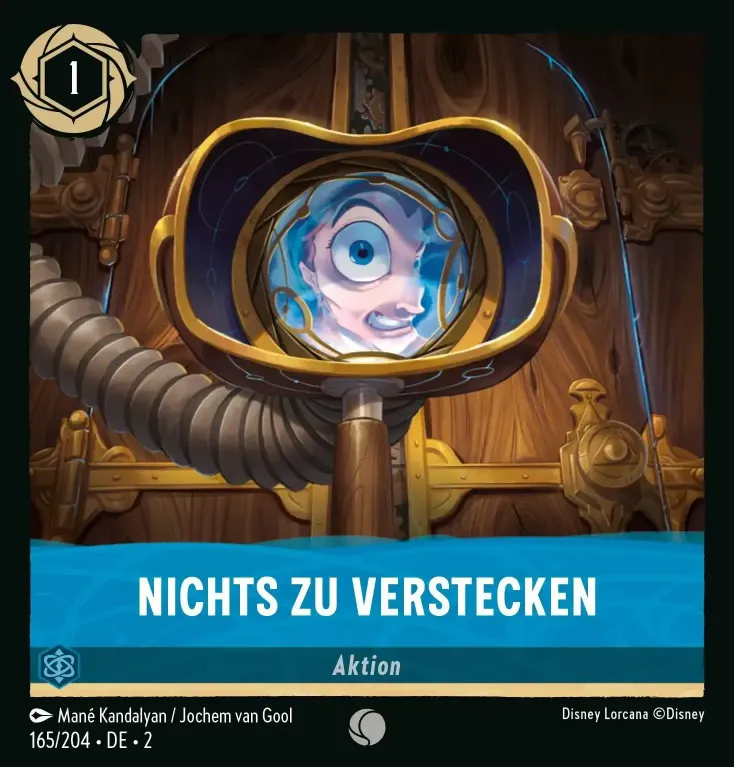 1
NICHTS ZU VERSTECKEN
Aktion
Mané Kandalyan / Jochem van Gool
Disney Lorcana ©Disney
165/204 • DE • 2